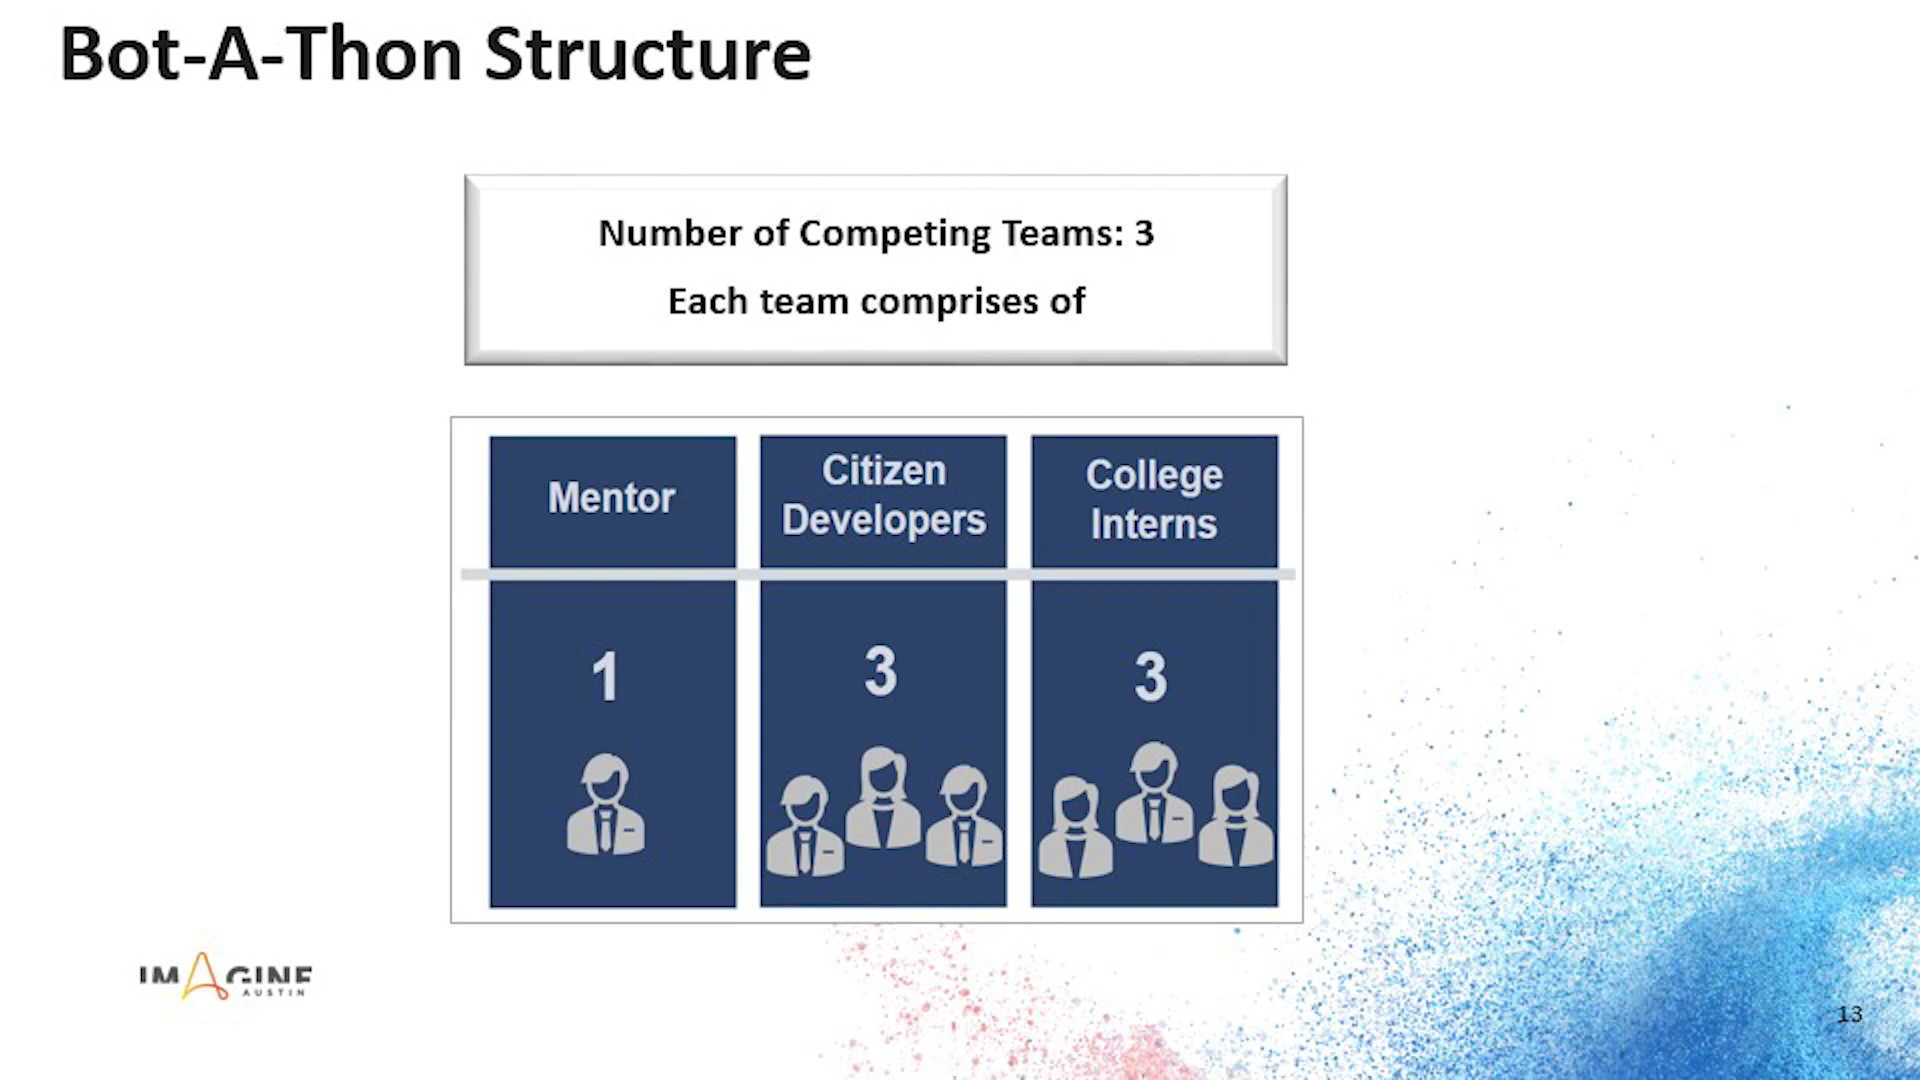 Bot-A-Thon Structure
Number of Competing Teams: 3
Each team comprises of
Mentor
Citizen
Developers
College
Interns
1
3
3
IMAGINE
AUSTIN
13